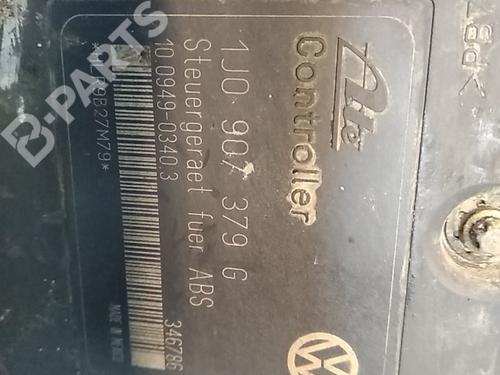 Ate
Controller
1J0 907 379 G
Steuergeraet fuer ABS
10.0949-0340.3
346786
B-PARTS